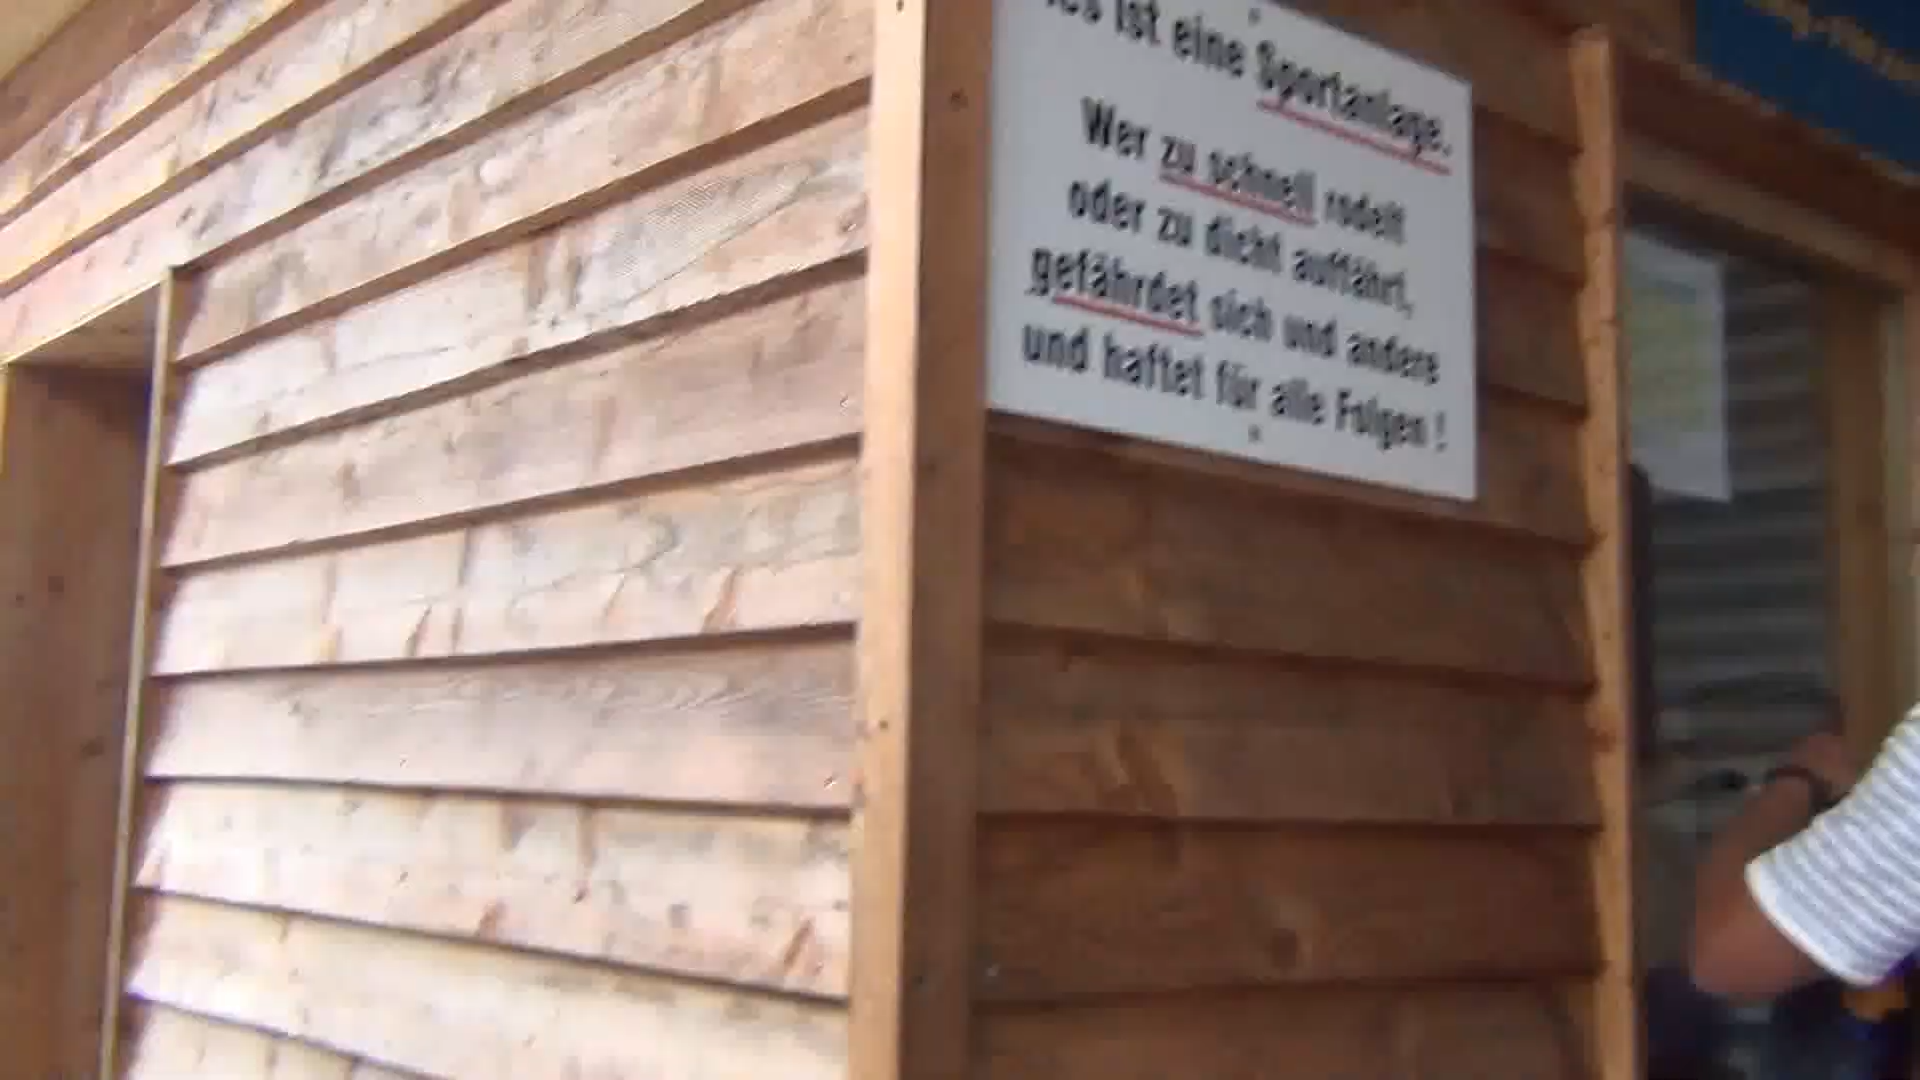 ist eine Sportanlage.
Wer zu schnell rodelt
oder zu dicht auffährt,
gefährdet sich und andere
und haftet für alle Folgen !